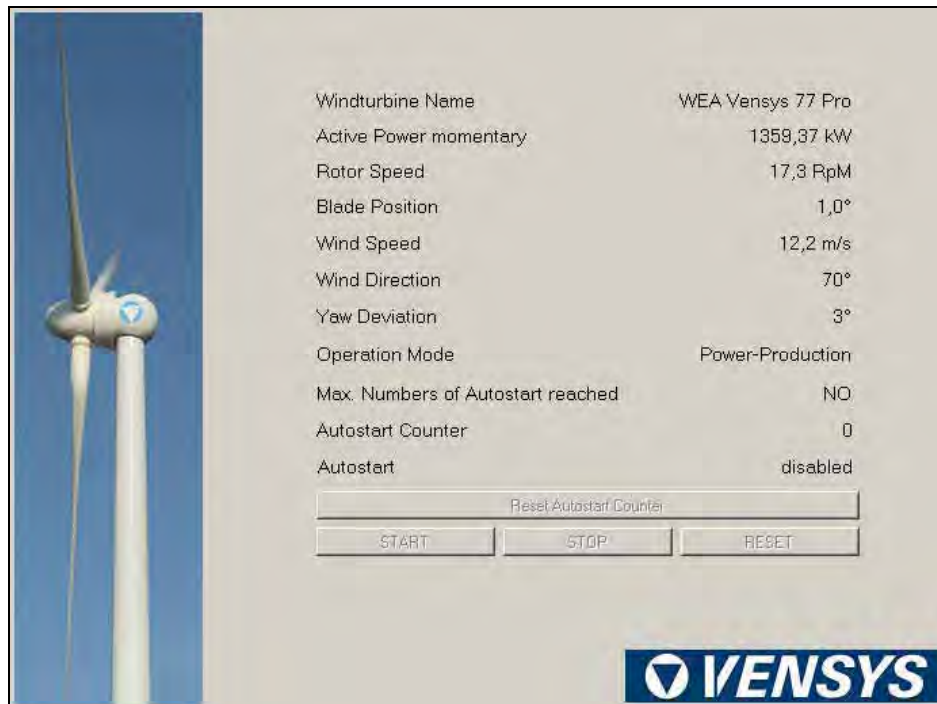 Windturbine Name WEA Vensys 77 Pro
Active Power momentary 1359,37 kW
Rotor Speed 17,3 RpM
Blade Position 1,0°
Wind Speed 12,2 m/s
Wind Direction 70°
Yaw Deviation 3°
Operation Mode Power-Production
Max. Numbers of Autostart reached NO
Autostart Counter 0
Autostart disabled
Reset Autostart Counter
START STOP RESET
VENSYS